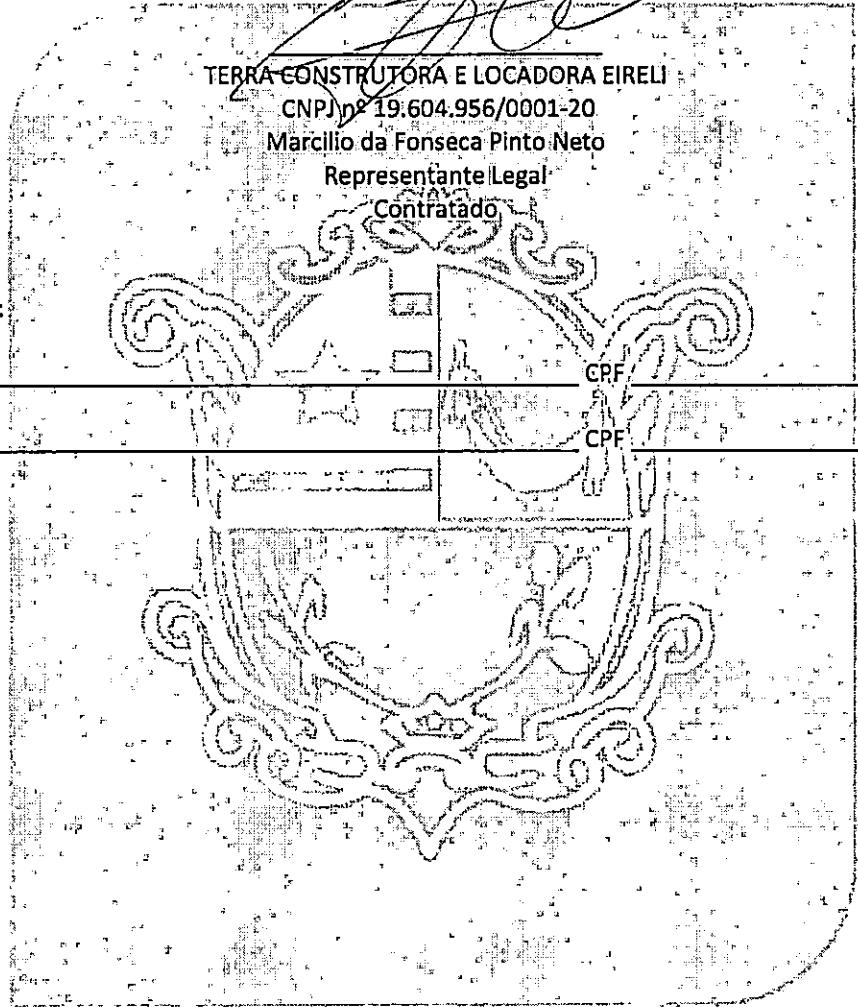 TERRA CONSTRUTORA E LOCADORA EIRELI
CNPJ nº 19.604.956/0001-20
Marcilio da Fonseca Pinto Neto
Representante Legal
Contratado
CPF
CPF